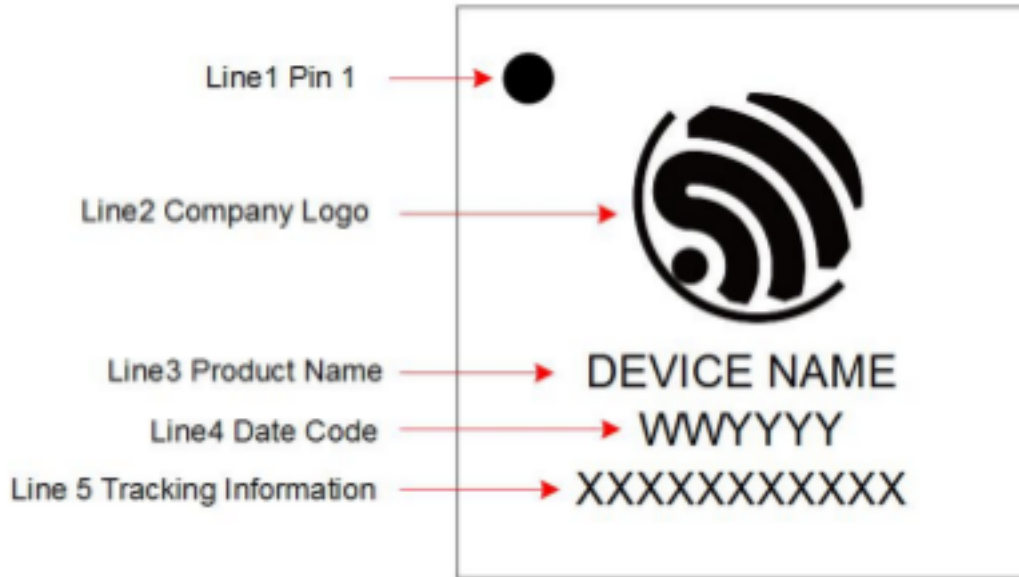 Line1 Pin 1
Line2 Company Logo
Line3 Product Name
DEVICE NAME
Line4 Date Code
WWYYYY
Line 5 Tracking Information
XXXXXXXXXXX